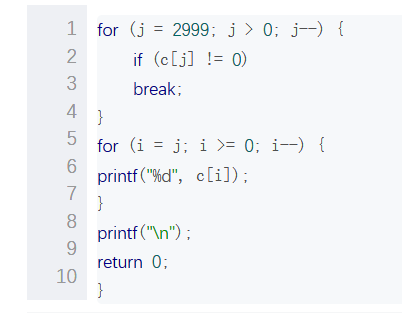 1 for (j = 2999; j > 0; j--) {
2 if (c[j] != 0)
3 break;
4 }
5 for (i = j; i >= 0; i--) {
6 printf("%d", c[i]);
7 }
8 printf("\n");
9 return 0;
10 }